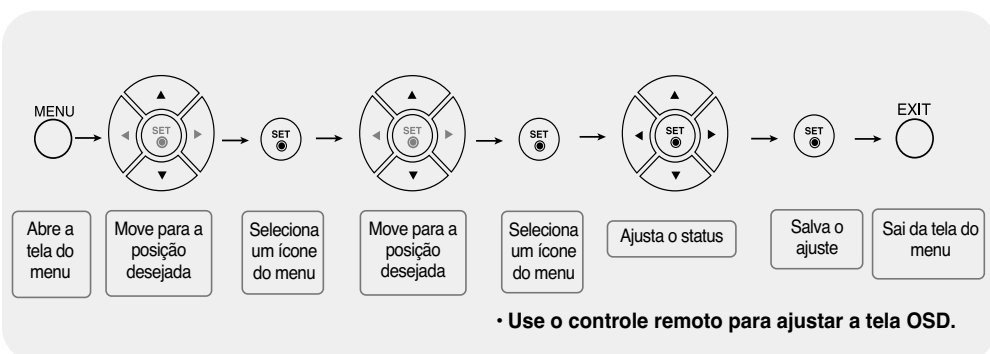 MENU
SET
SET
SET
SET
SET
SET
EXIT
Abre a
tela do
menu
Move para a
posição
desejada
Seleciona
um ícone
do menu
Move para a
posição
desejada
Seleciona
um ícone
do menu
Ajusta o status
Salva o
ajuste
Sai da tela do
menu
• Use o controle remoto para ajustar a tela OSD.